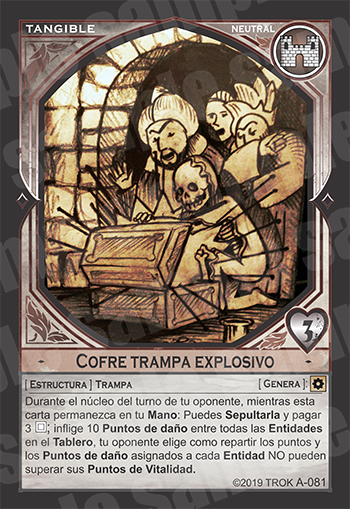 TANGIBLE
NEUTRAL
3
COFRE TRAMPA EXPLOSIVO
[ ESTRUCTURA ] TRAMPA
[ GENERA ]:
Durante el núcleo del turno de tu oponente, mientras esta
carta permanezca en tu Mano: Puedes Sepultarla y pagar
3 ; inflige 10 Puntos de daño entre todas las Entidades
en el Tablero, tu oponente elige como repartir los puntos y
los Puntos de daño asignados a cada Entidad NO pueden
superar sus Puntos de Vitalidad.
©2019 TROK A-081